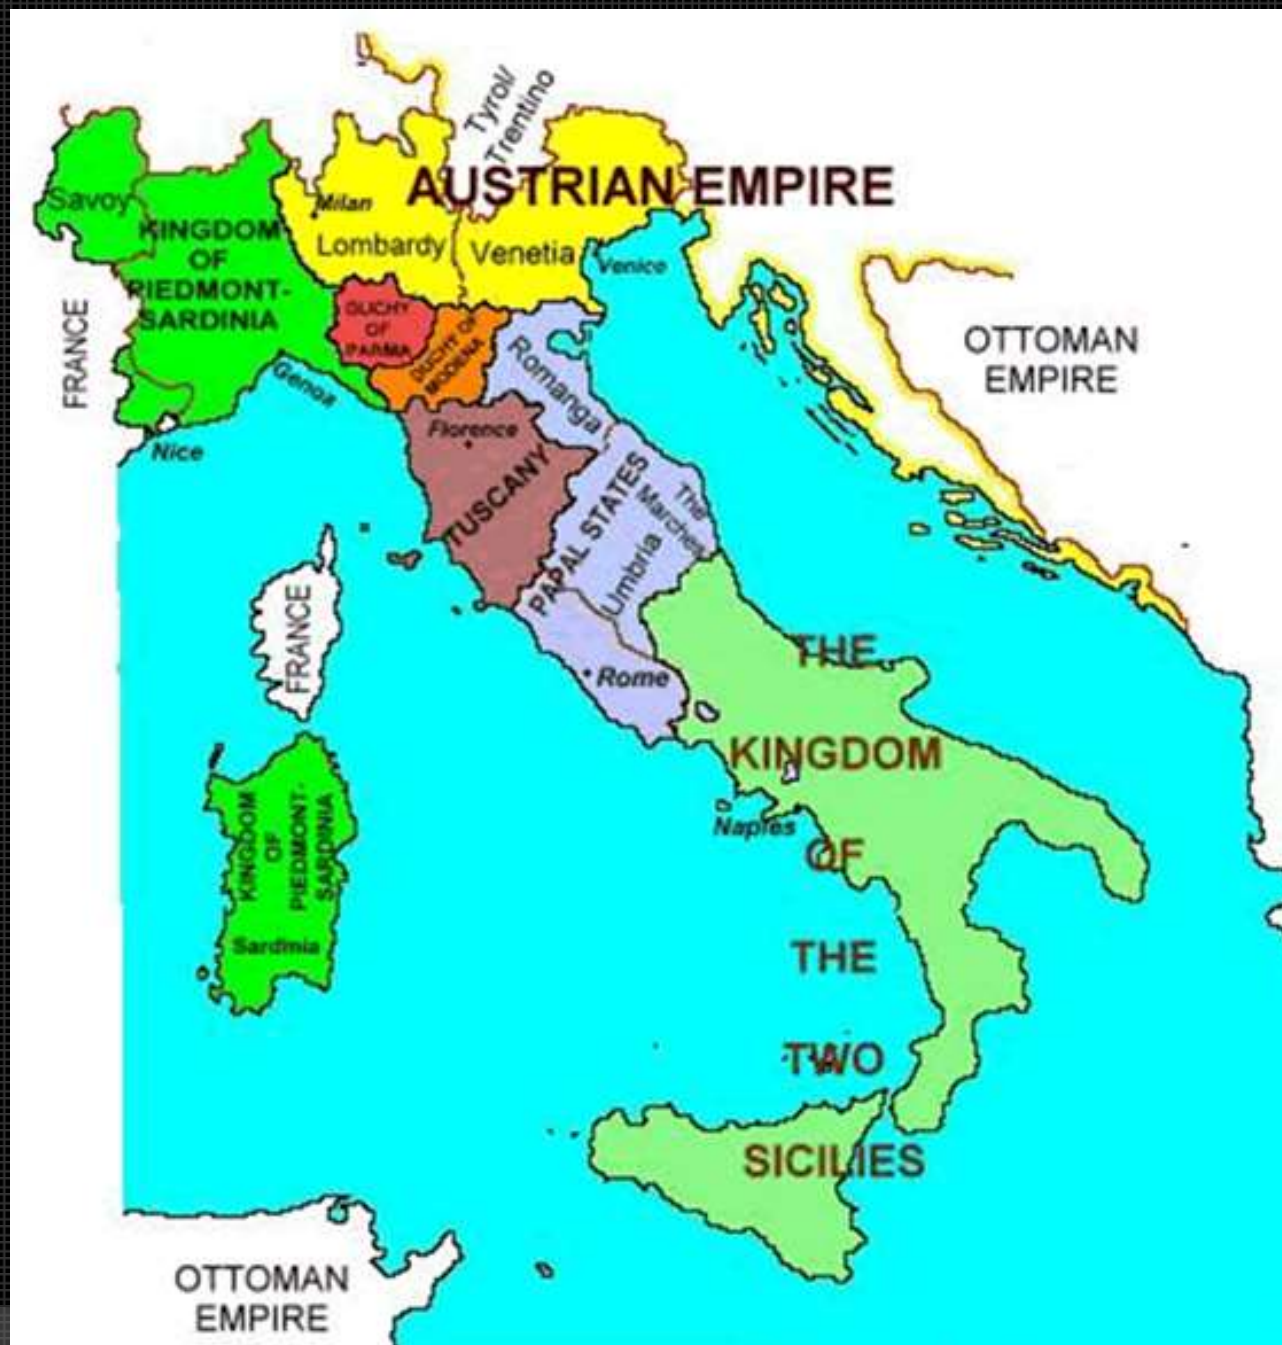 Tyrol/
Trentino
AUSTRIAN EMPIRE
Savoy
Milan
Lombardy
Venetia
Venice
KINGDOM
OF
PIEDMONT-
SARDINIA
DUCHY
OF
PARMA
DUCHY OF
MODENA
FRANCE
Genoa
Nice
Romanga
OTTOMAN
EMPIRE
Florence
TUSCANY
PAPAL STATES
The
Marches
Umbria
Rome
FRANCE
KINGDOM
OF
PIEDMONT-
SARDINIA
Sardinia
THE
KINGDOM
OF
THE
TWO
SICILIES
Naples
OTTOMAN
EMPIRE